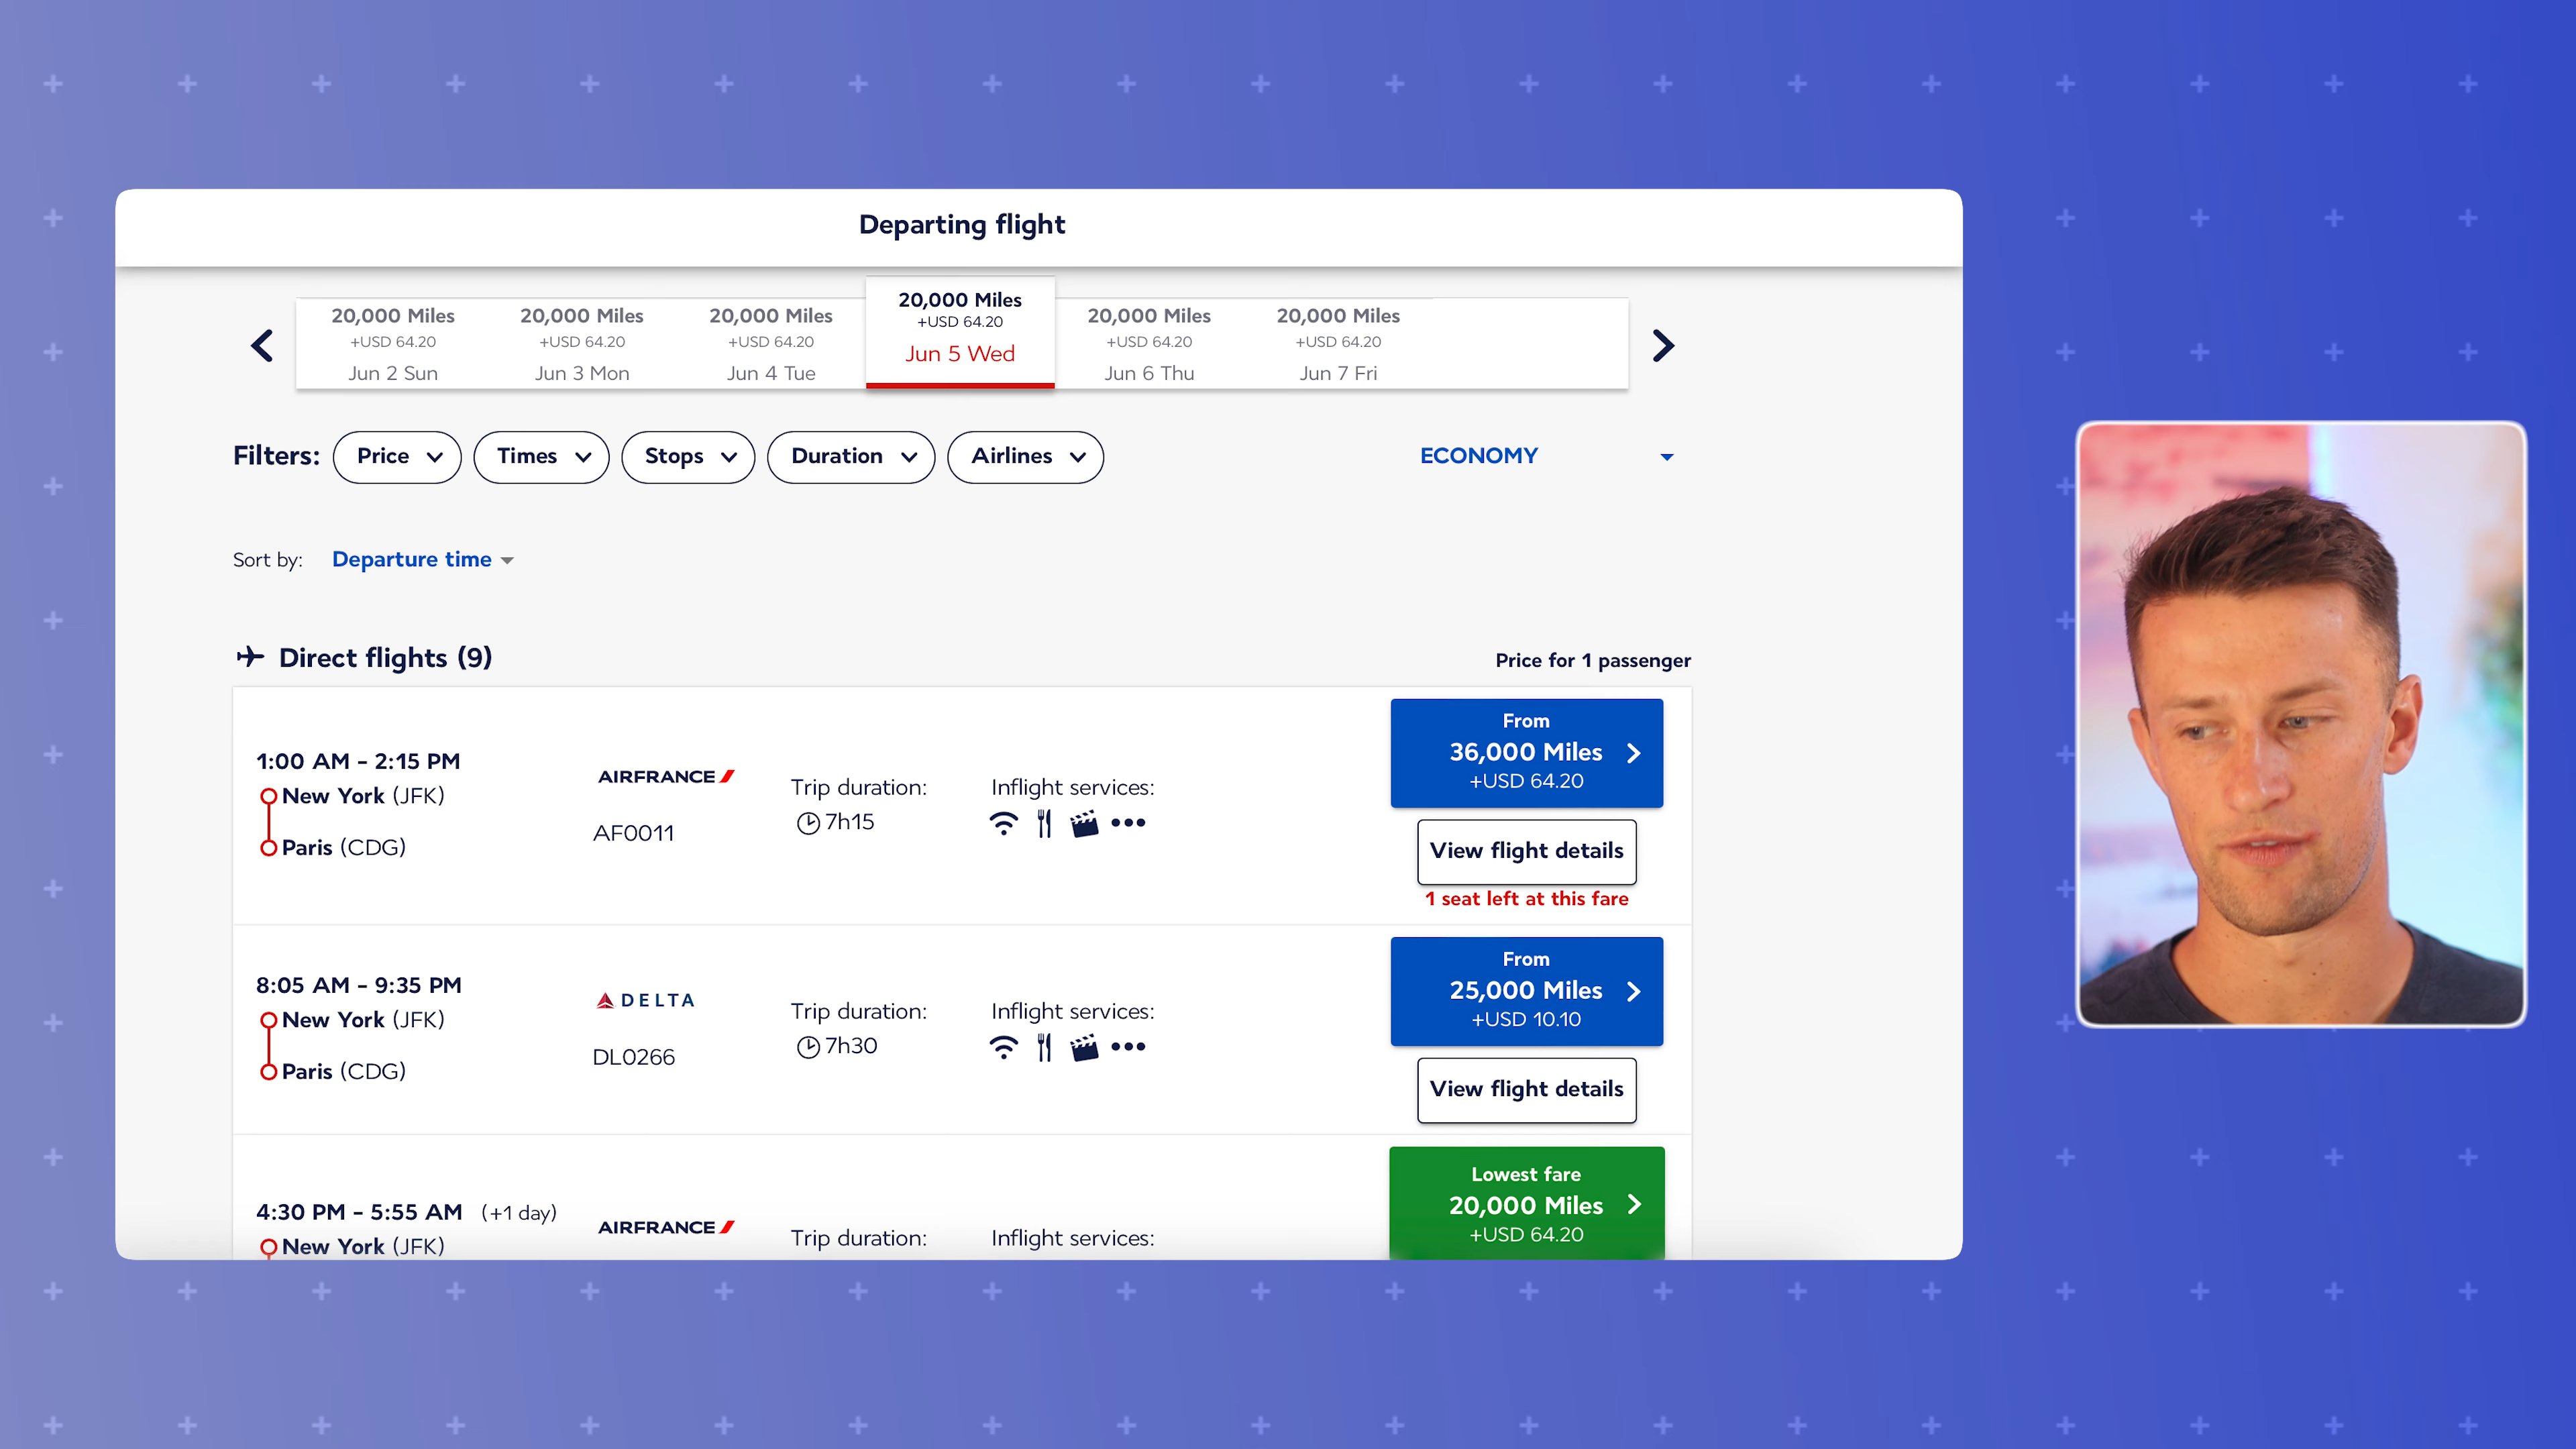 Departing flight
20,000 Miles
+USD 64.20
Jun 2 Sun
20,000 Miles
+USD 64.20
Jun 3 Mon
20,000 Miles
+USD 64.20
Jun 4 Tue
20,000 Miles
+USD 64.20
Jun 5 Wed
20,000 Miles
+USD 64.20
Jun 6 Thu
20,000 Miles
+USD 64.20
Jun 7 Fri
Filters: Price Times Stops Duration Airlines ECONOMY
Sort by: Departure time
Direct flights (9)
Price for 1 passenger
1:00 AM - 2:15 PM
New York (JFK)
Paris (CDG)
AIRFRANCE
AF0011
Trip duration:
7h15
Inflight services:
From
36,000 Miles
+USD 64.20
View flight details
1 seat left at this fare
8:05 AM - 9:35 PM
New York (JFK)
Paris (CDG)
DELTA
DL0266
Trip duration:
7h30
Inflight services:
From
25,000 Miles
+USD 10.10
View flight details
4:30 PM - 5:55 AM (+1 day)
New York (JFK)
AIRFRANCE
Trip duration:
Inflight services:
Lowest fare
20,000 Miles
+USD 64.20